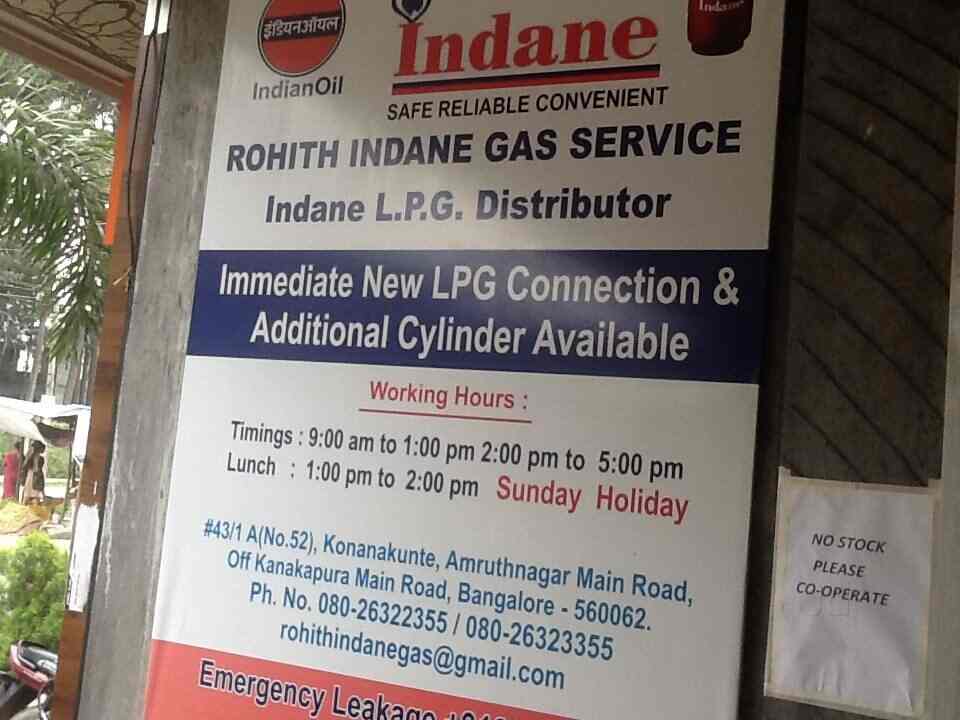 इंडियनऑयल
IndianOil
Indane
Indane
SAFE RELIABLE CONVENIENT
ROHITH INDANE GAS SERVICE
Indane L.P.G. Distributor
Immediate New LPG Connection &
Additional Cylinder Available
Working Hours :
Timings : 9:00 am to 1:00 pm 2:00 pm to 5:00 pm
Lunch : 1:00 pm to 2:00 pm Sunday Holiday
#43/1 A(No.52), Konanakunte, Amruthnagar Main Road,
Off Kanakapura Main Road, Bangalore - 560062.
Ph. No. 080-26322355 / 080-26323355
rohithindanegas@gmail.com
Emergency Leakage
NO STOCK
PLEASE
CO-OPERATE